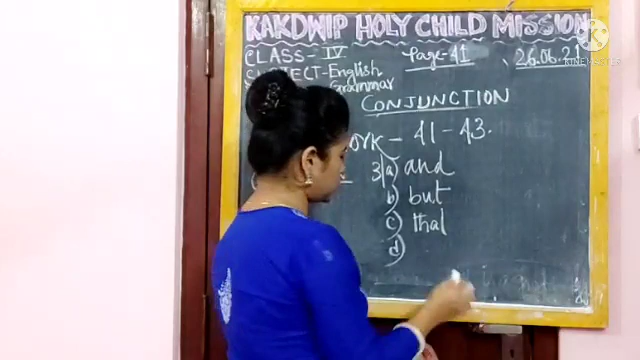 KAKDWIP HOLY CHILD MISSION
CLASS - IV Page - 41 26.06.21
English
Grammar
CONJUNCTION
41 - 43.
3) a) and
b) but
c) that
d)
KINEMASTER